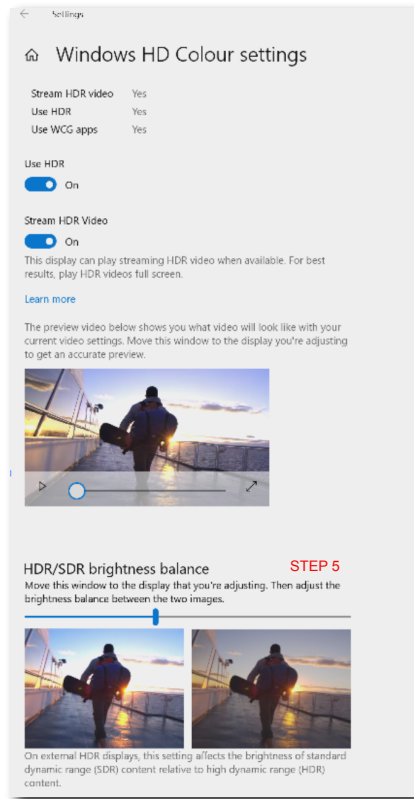 Settings
Windows HD Colour settings
Stream HDR video Yes
Use HDR Yes
Use WCG apps Yes
Use HDR
On
Stream HDR Video
On
This display can play streaming HDR video when available. For best
results, play HDR videos full screen.
Learn more
The preview video below shows you what video will look like with your
current video settings. Move this window to the display you're adjusting
to get an accurate preview.
HDR/SDR brightness balance STEP 5
Move this window to the display that you're adjusting. Then adjust the
brightness balance between the two images.
On external HDR displays, this setting affects the brightness of standard
dynamic range (SDR) content relative to high dynamic range (HDR)
content.